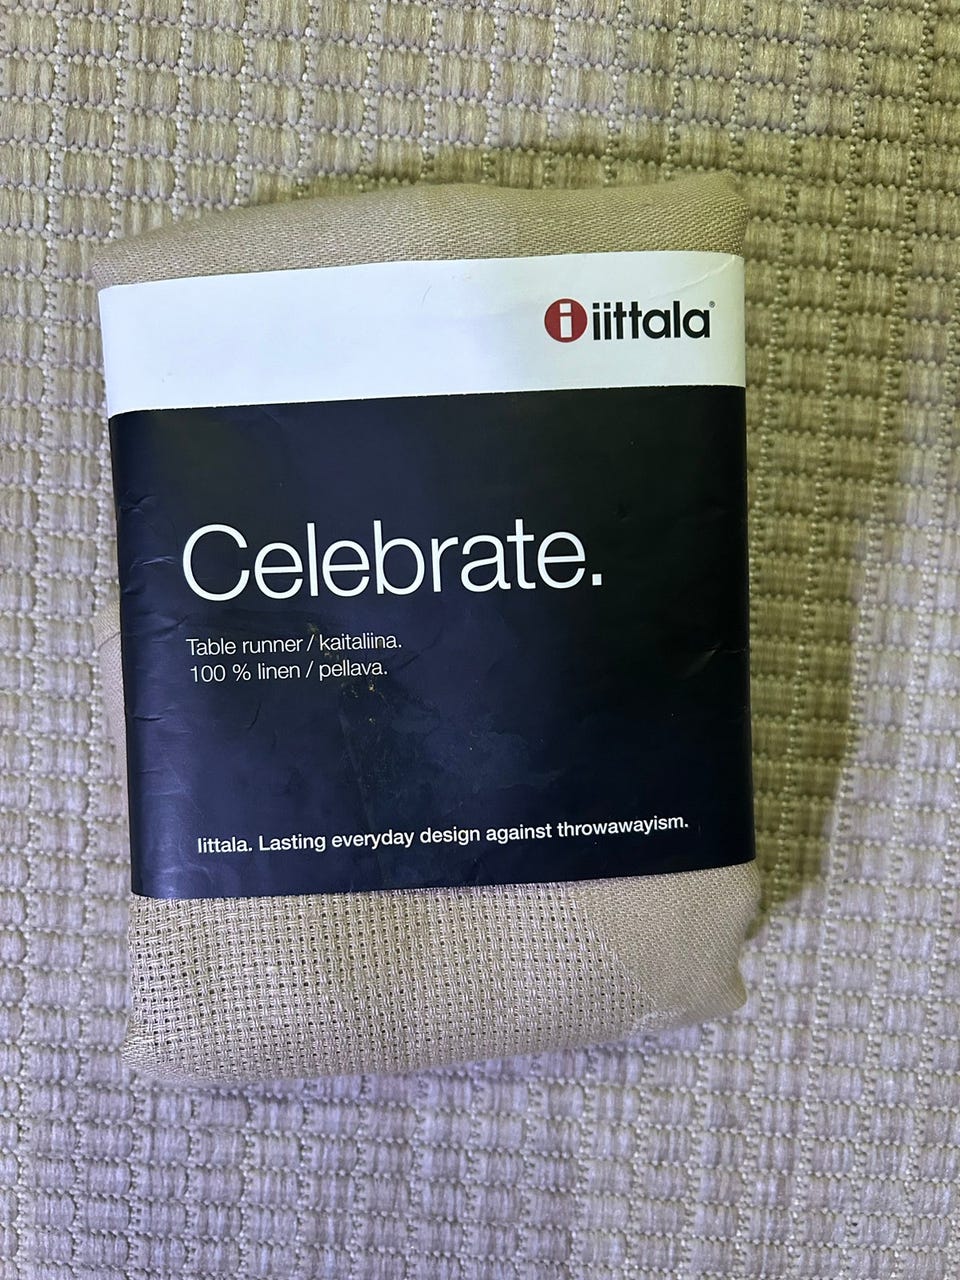 iittala®
Celebrate.
Table runner / kaitaliina.
100 % linen / pellava.
Iittala. Lasting everyday design against throwawayism.